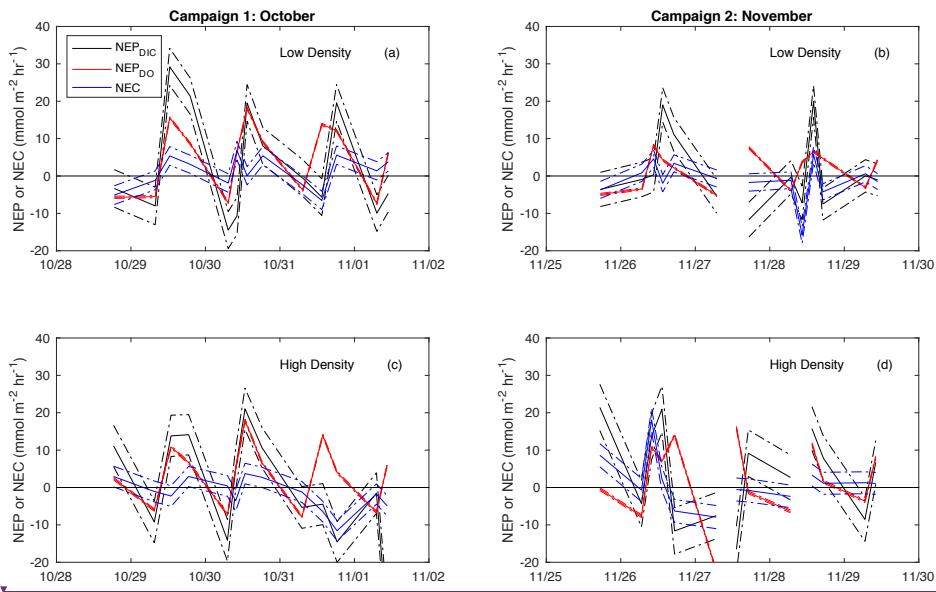 Campaign 1: October
Campaign 2: November
NEP or NEC (mmol m⁻² hr⁻¹)
40
30
20
10
0
-10
-20
NEP_DIC
NEP_DO
NEC
Low Density (a)
10/28 10/29 10/30 10/31 11/01 11/02
NEP or NEC (mmol m⁻² hr⁻¹)
40
30
20
10
0
-10
-20
Low Density (b)
11/25 11/26 11/27 11/28 11/29 11/30
NEP or NEC (mmol m⁻² hr⁻¹)
40
30
20
10
0
-10
-20
High Density (c)
10/28 10/29 10/30 10/31 11/01 11/02
NEP or NEC (mmol m⁻² hr⁻¹)
40
30
20
10
0
-10
-20
High Density (d)
11/25 11/26 11/27 11/28 11/29 11/30